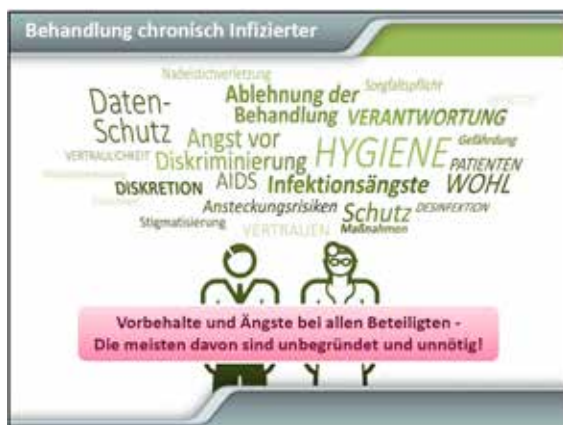 Behandlung chronisch Infizierter
Nadelstichverletzung
Sorgfaltspflicht
Daten-
Schutz
Ablehnung der
Behandlung VERANTWORTUNG
Angst vor
Diskriminierung
HYGIENE
Gefährdung
PATIENTEN
WOHL
VERTRAULICHKEIT
DISKRETION
AIDS
Infektionsängste
Ansteckungsrisiken
Schutz
Maßnahmen
DESINFEKTION
Stigmatisierung
VERTRAUEN
Vorbehalte und Ängste bei allen Beteiligten -
Die meisten davon sind unbegründet und unnötig!